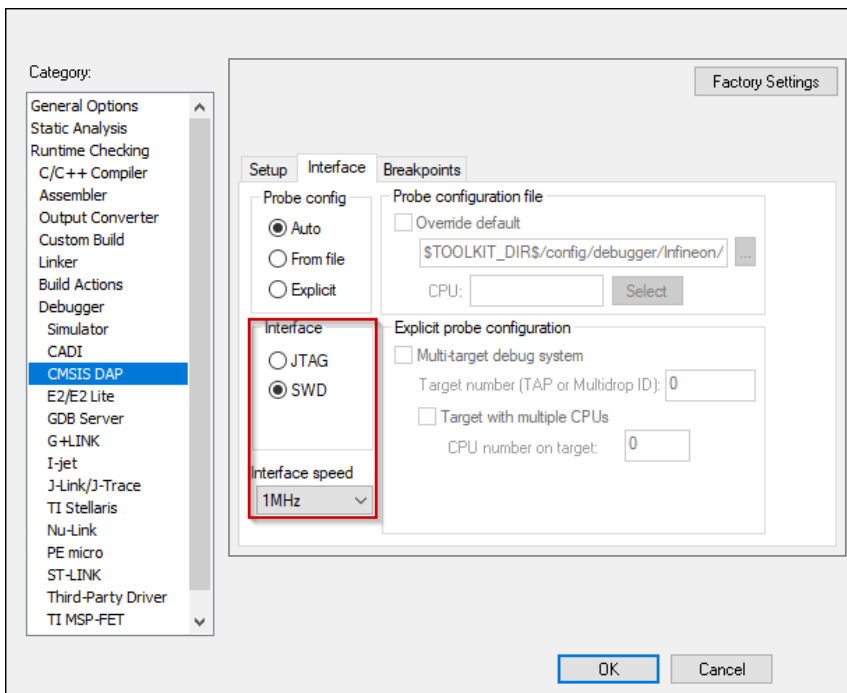 Category:
Factory Settings
General Options
Static Analysis
Runtime Checking
C/C++ Compiler
Assembler
Output Converter
Custom Build
Linker
Build Actions
Debugger
Simulator
CADI
CMSIS DAP
E2/E2 Lite
GDB Server
G+LINK
I-jet
J-Link/J-Trace
TI Stellaris
Nu-Link
PE micro
ST-LINK
Third-Party Driver
TI MSP-FET
Setup Interface Breakpoints
Probe config
Auto
From file
Explicit
Probe configuration file
Override default
$TOOLKIT_DIR$/config/debugger/Infineon/ ...
CPU: Select
Interface
JTAG
SWD
Interface speed
1MHz
Explicit probe configuration
Multi-target debug system
Target number (TAP or Multidrop ID): 0
Target with multiple CPUs
CPU number on target: 0
OK Cancel